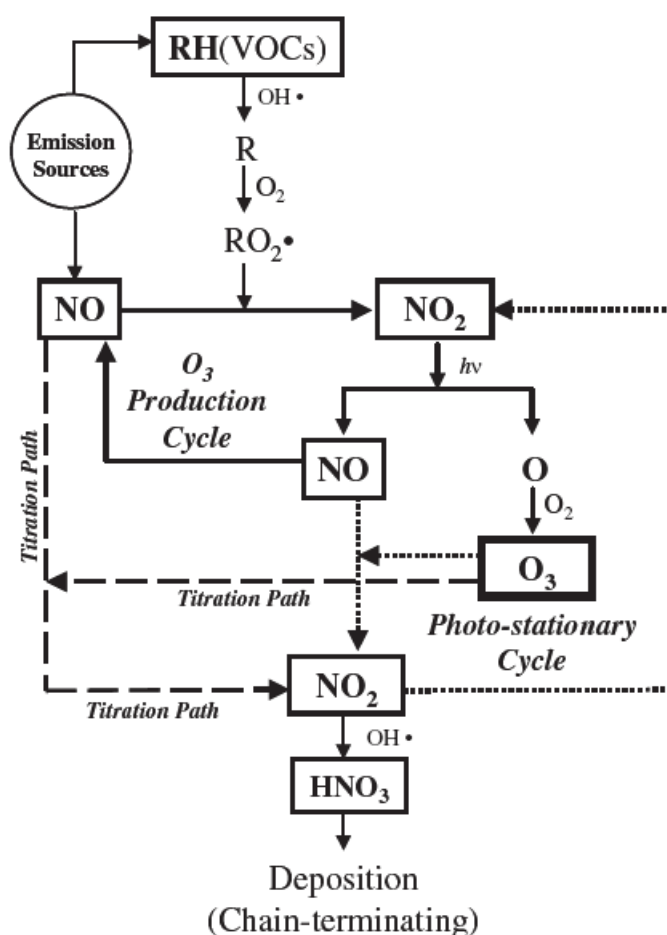 RH(VOCs)
OH •
Emission
Sources
R
O₂
RO₂•
NO
NO₂
hν
O₃
Production
Cycle
NO
O
O₂
Titration Path
O₃
Titration Path
Photo-stationary
Cycle
NO₂
Titration Path
OH •
HNO₃
Deposition
(Chain-terminating)